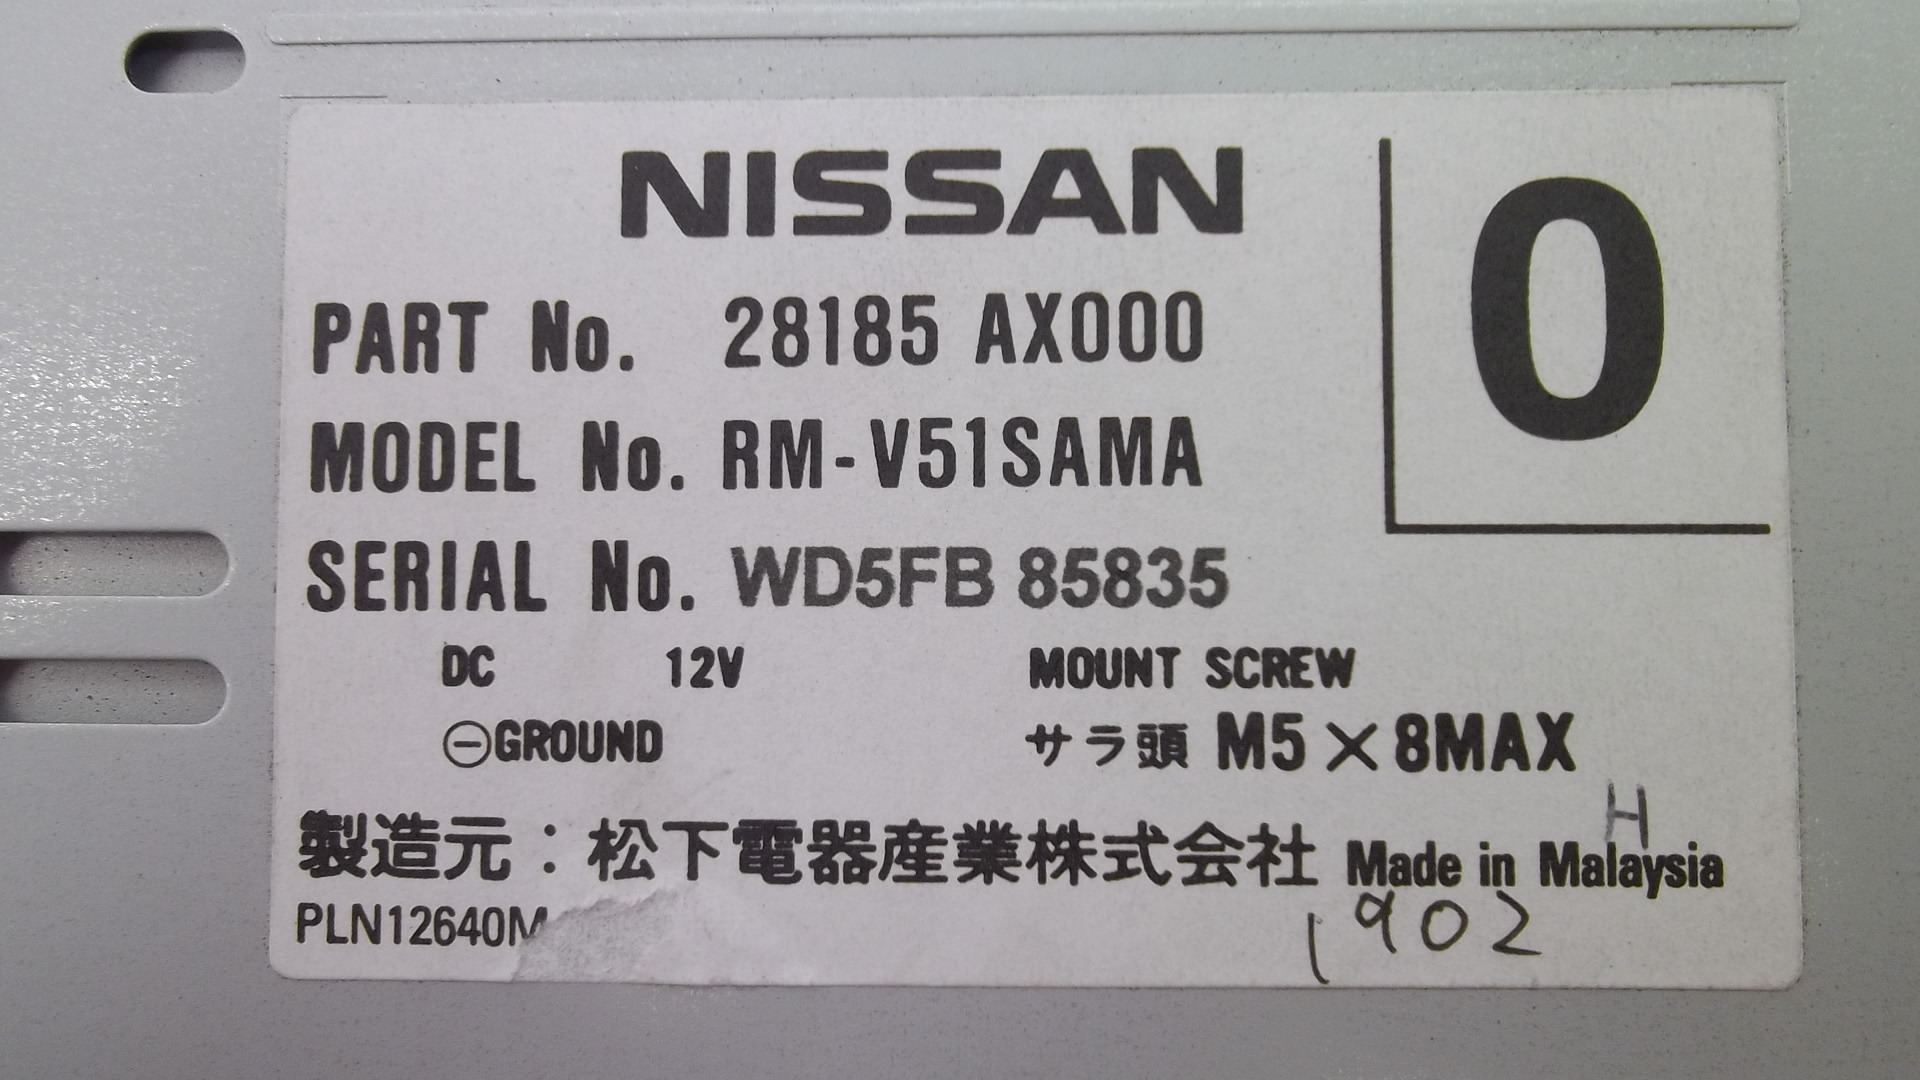 NISSAN
0
PART No. 28185 AX000
MODEL No. RM-V51SAMA
SERIAL No. WD5FB 85835
DC 12V
MOUNT SCREW
⊖GROUND
サラ頭 M5×8MAX
H
製造元：松下電器産業株式会社 Made in Malaysia
PLN12640M
1902